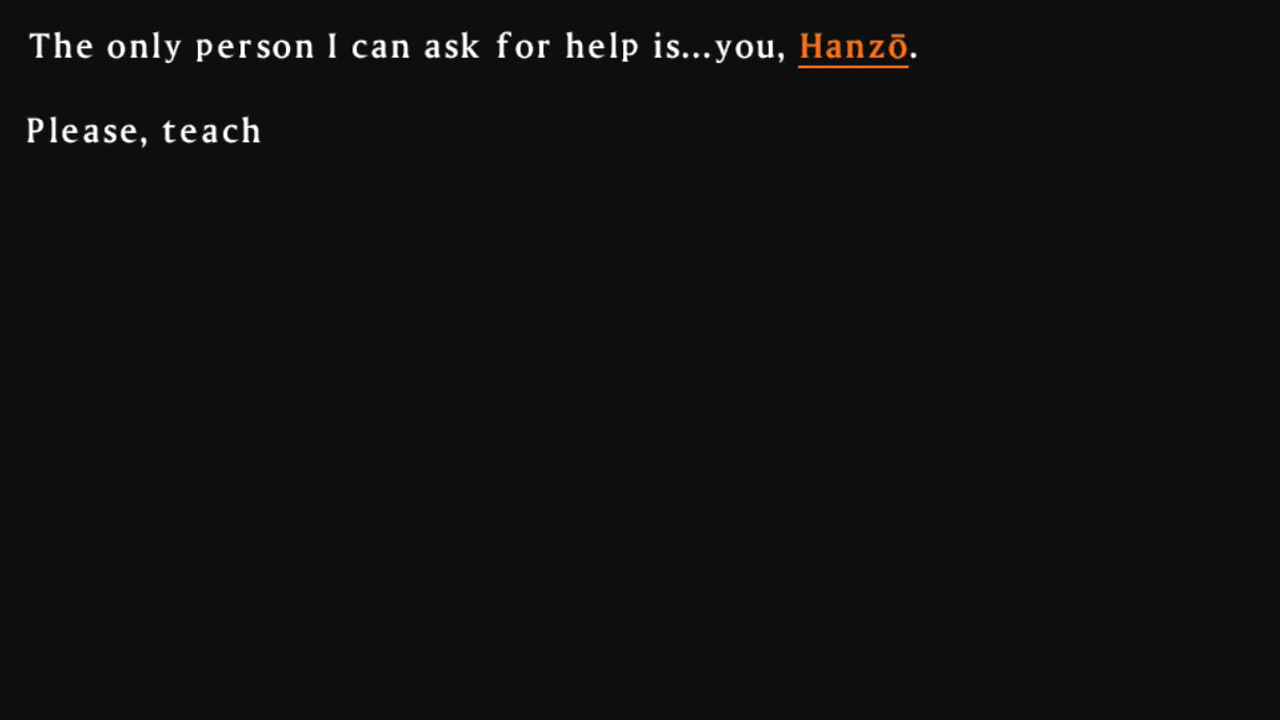 The only person I can ask for help is...you, Hanzō.
Please, teach